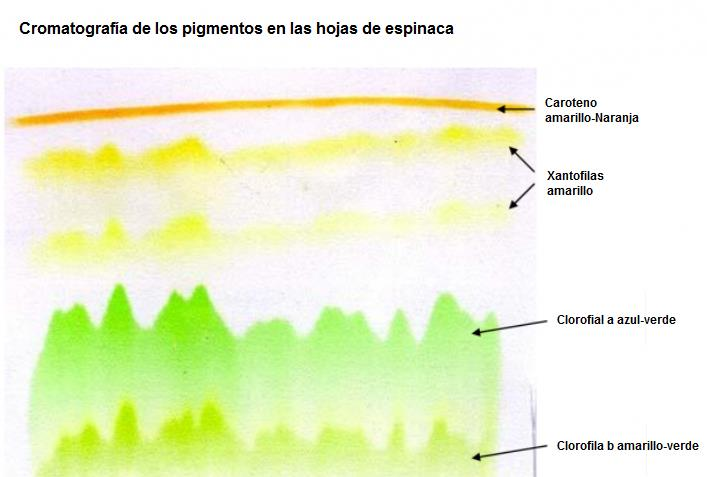 Cromatografía de los pigmentos en las hojas de espinaca
Caroteno
amarillo-Naranja
Xantofilas
amarillo
Clorofial a azul-verde
Clorofila b amarillo-verde